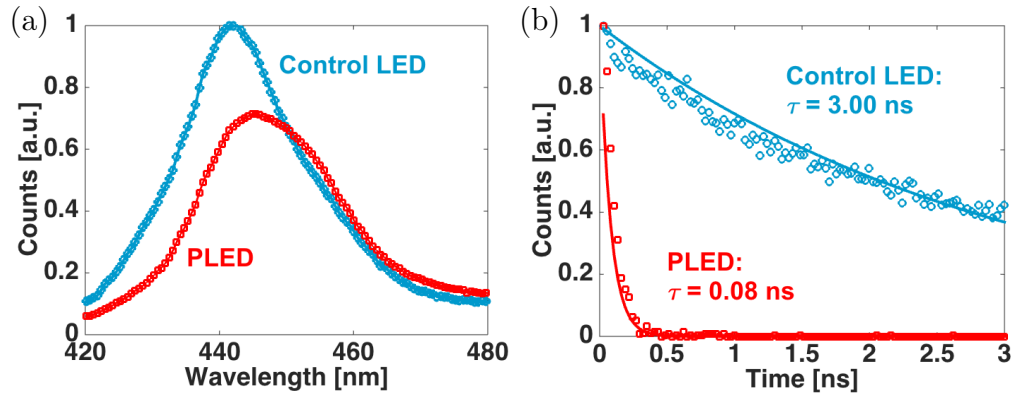 (a)
Counts [a.u.]
1
0.8
0.6
0.4
0.2
0
Control LED
PLED
420
440
460
480
Wavelength [nm]
(b)
Counts [a.u.]
1
0.8
0.6
0.4
0.2
0
Control LED:
τ = 3.00 ns
PLED:
τ = 0.08 ns
0
0.5
1
1.5
2
2.5
3
Time [ns]